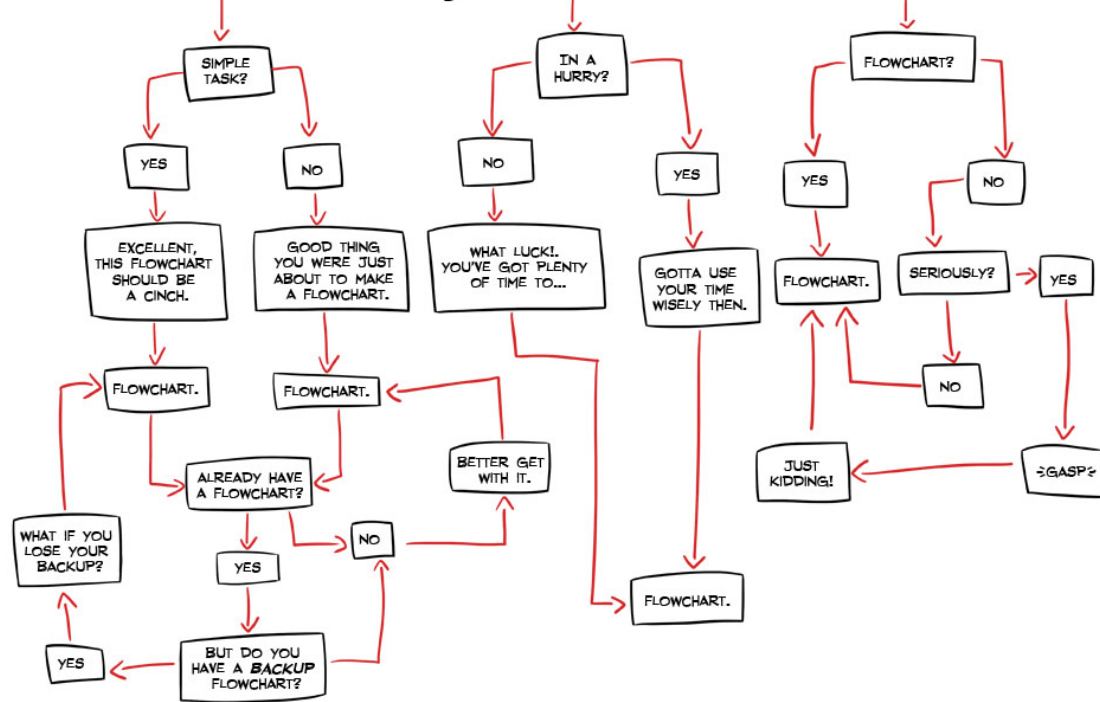 SIMPLE
TASK?
YES
NO
EXCELLENT,
THIS FLOWCHART
SHOULD BE
A CINCH.
GOOD THING
YOU WERE JUST
ABOUT TO MAKE
A FLOWCHART.
FLOWCHART.
FLOWCHART.
ALREADY HAVE
A FLOWCHART?
BETTER GET
WITH IT.
NO
YES
WHAT IF YOU
LOSE YOUR
BACKUP?
YES
BUT DO YOU
HAVE A BACKUP
FLOWCHART?
IN A
HURRY?
NO
YES
WHAT LUCK!.
YOU'VE GOT PLENTY
OF TIME TO...
GOTTA USE
YOUR TIME
WISELY THEN.
FLOWCHART.
FLOWCHART?
YES
NO
FLOWCHART.
SERIOUSLY?
YES
NO
JUST
KIDDING!
GASP